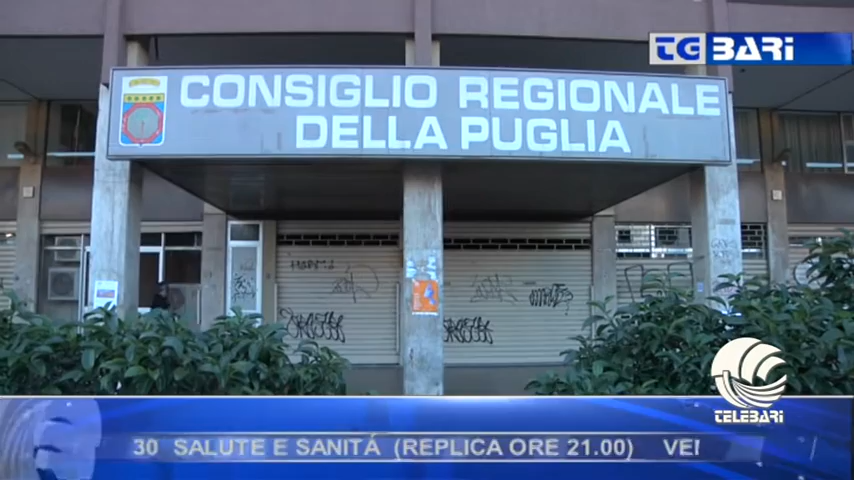 TG BARI
CONSIGLIO REGIONALE
DELLA PUGLIA
TELEBARI
30 SALUTE E SANITÁ (REPLICA ORE 21.00) VEI